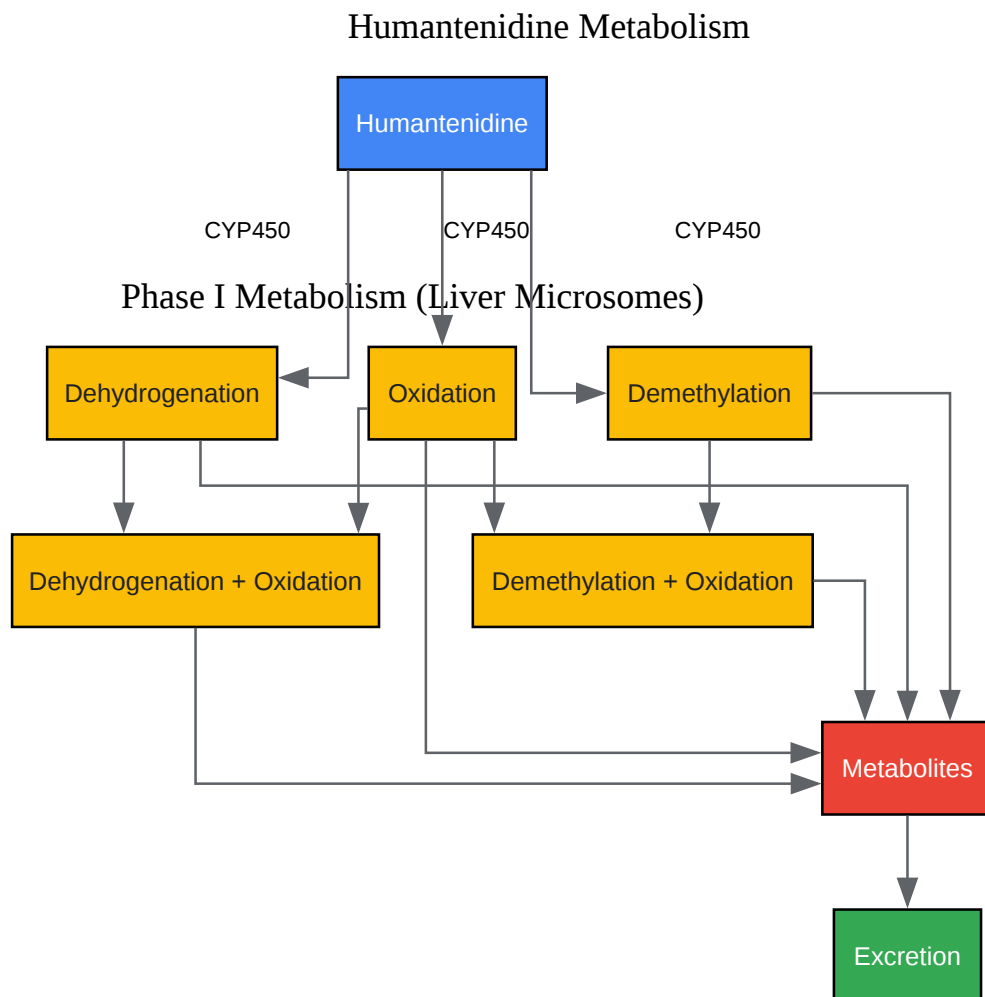 Humantenidine Metabolism
Humantenidine
CYP450 CYP450 CYP450
Phase I Metabolism (Liver Microsomes)
Dehydrogenation Oxidation Demethylation
Dehydrogenation + Oxidation Demethylation + Oxidation
Metabolites
Excretion